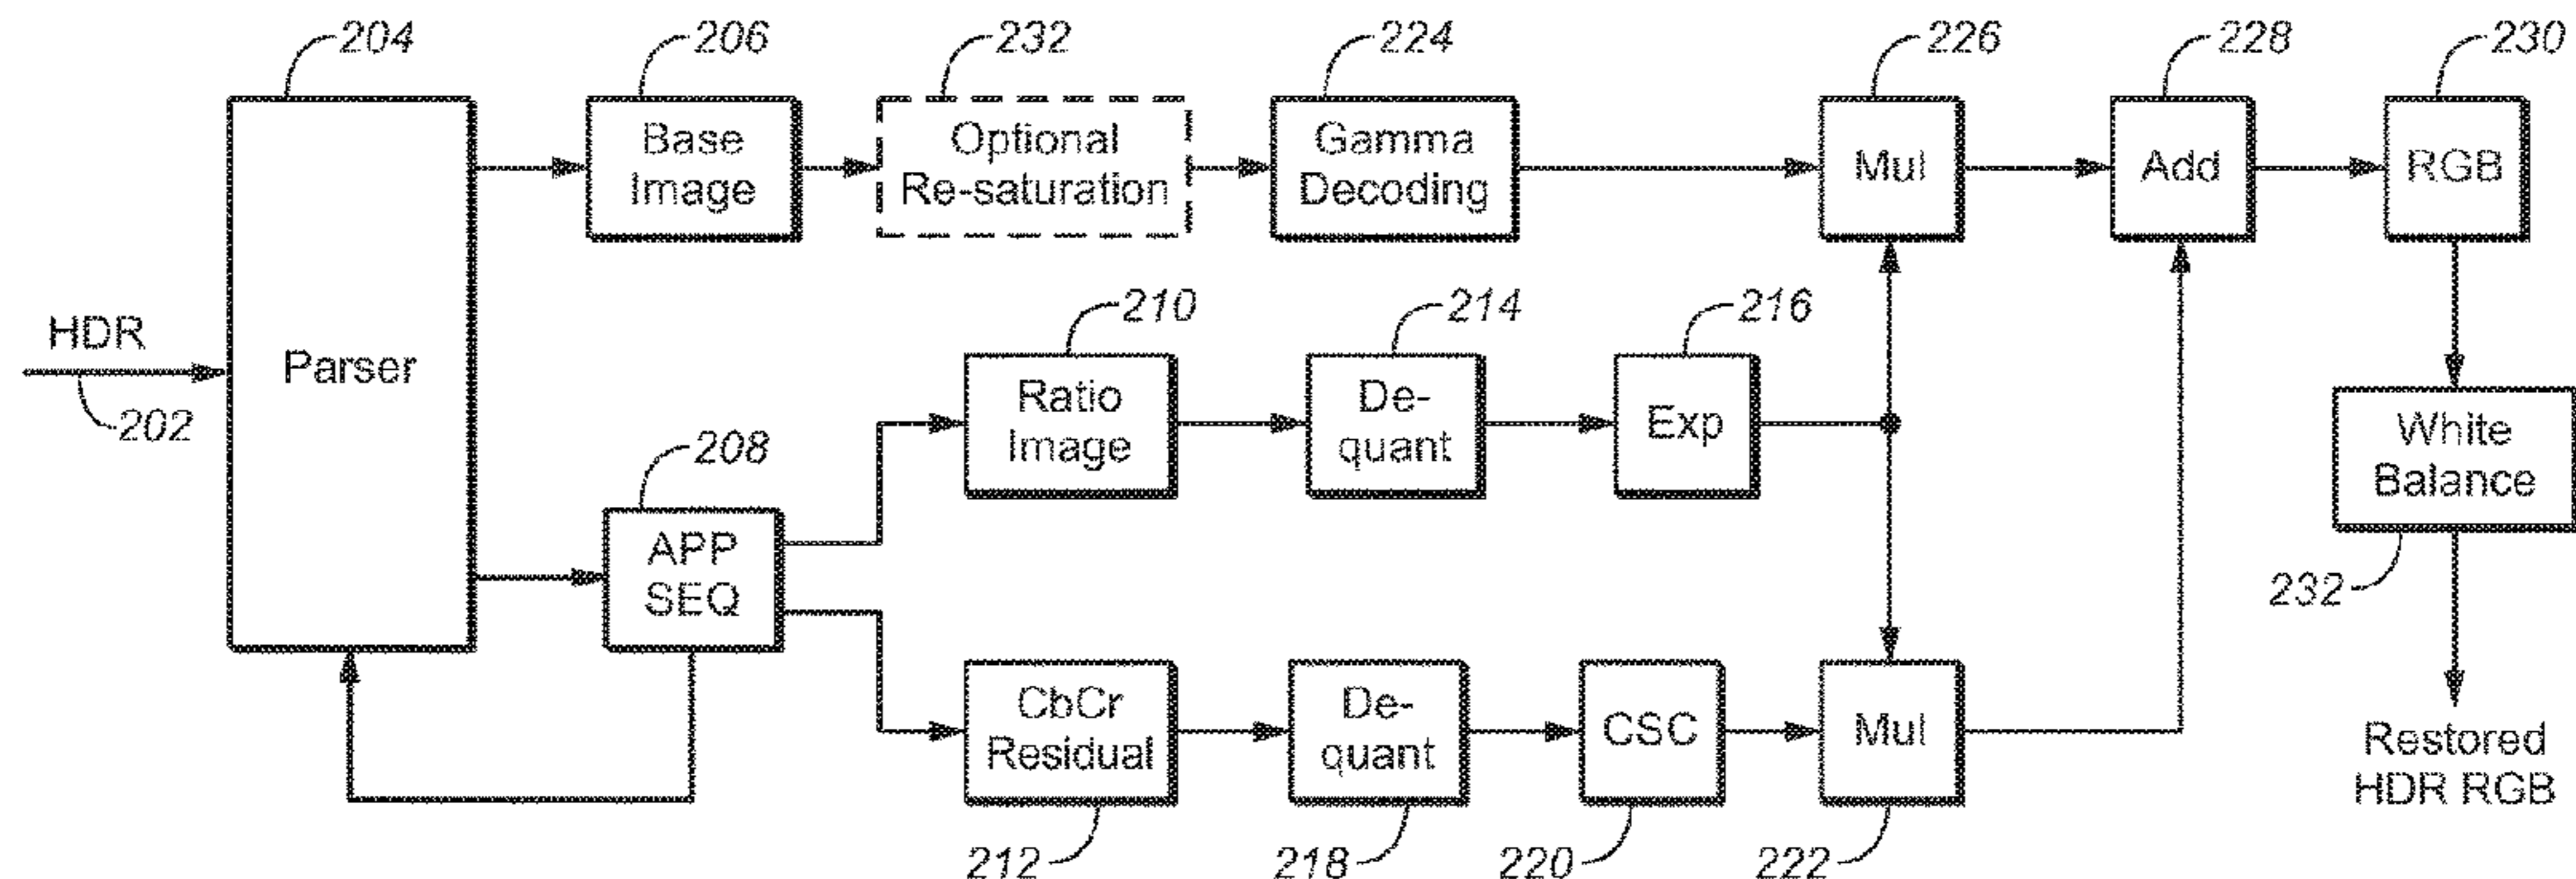 204
206
232
224
226
228
230
Base
Image
Optional
Re-saturation
Gamma
Decoding
Mul
Add
RGB
HDR
202
Parser
210
214
216
Ratio
Image
De-
quant
Exp
White
Balance
232
208
APP
SEQ
CbCr
Residual
De-
quant
CSC
Mul
212
218
220
222
Restored
HDR RGB